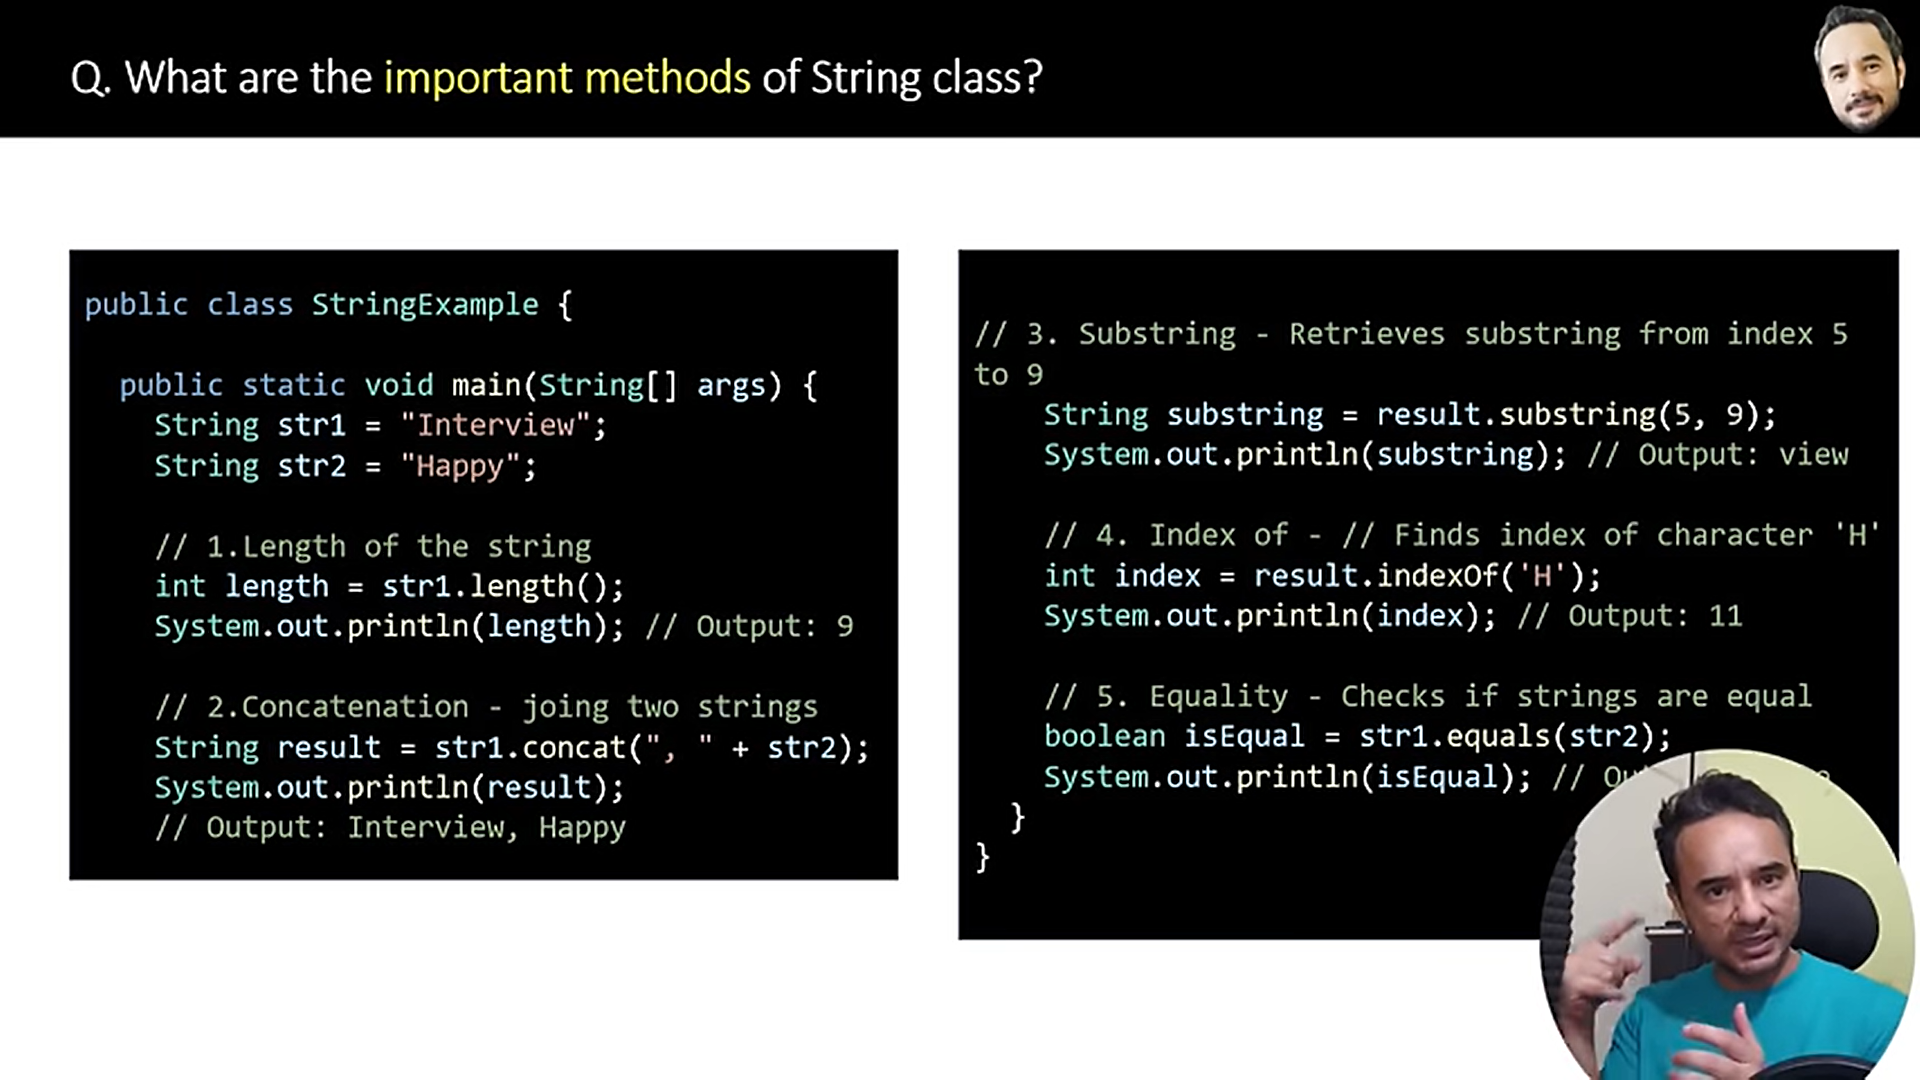 Q. What are the important methods of String class?
public class StringExample {
public static void main(String[] args) {
String str1 = "Interview";
String str2 = "Happy";
// 1.Length of the string
int length = str1.length();
System.out.println(length); // Output: 9
// 2.Concatenation - joing two strings
String result = str1.concat(", " + str2);
System.out.println(result);
// Output: Interview, Happy
// 3. Substring - Retrieves substring from index 5
to 9
String substring = result.substring(5, 9);
System.out.println(substring); // Output: view
// 4. Index of - // Finds index of character 'H'
int index = result.indexOf('H');
System.out.println(index); // Output: 11
// 5. Equality - Checks if strings are equal
boolean isEqual = str1.equals(str2);
System.out.println(isEqual); //
}
}